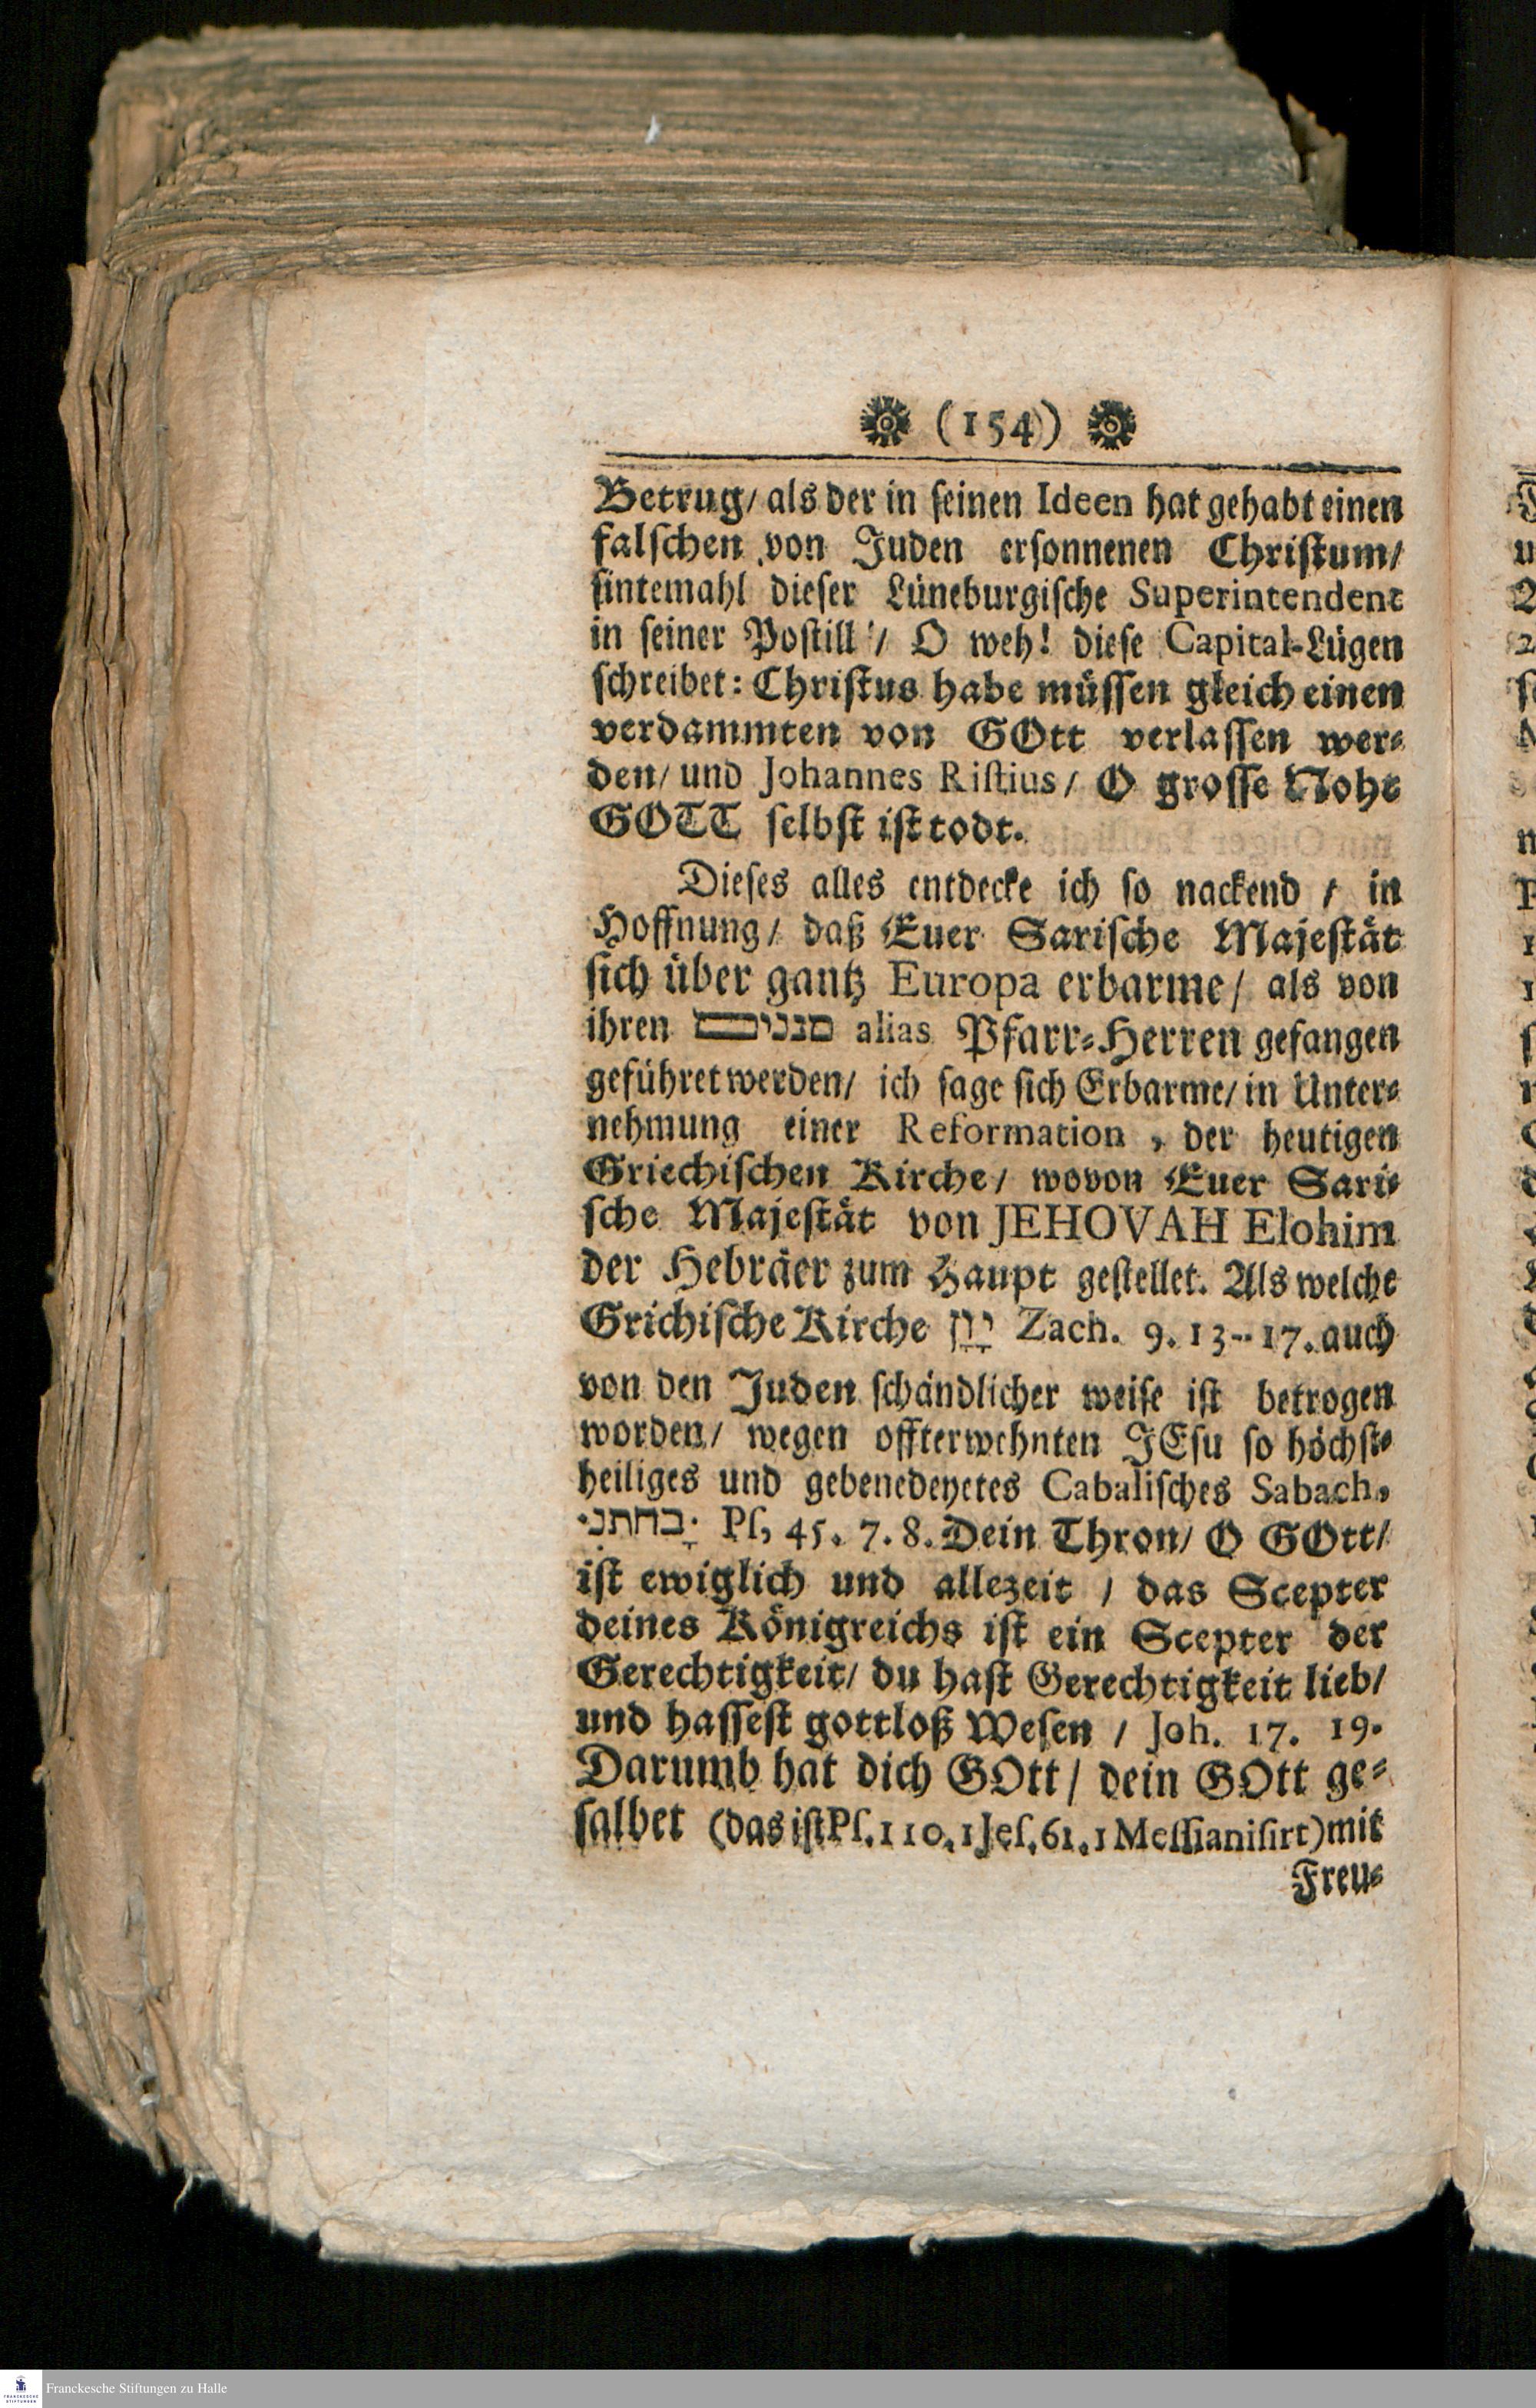 (154)
Betrug/ als der in seinen Ideen hat gehabt einen
falschen von Juden ersonnenen Christum/
sintemahl dieser Lüneburgische Superintendent
in seiner Postill / O weh! diese Capital-Lügen
schreibet: Christus habe müssen gleich einen
verdammten von GOtt verlassen wer-
den/ und Johannes Ristius / O grosse Noht
GOTT selbst ist todt.
Dieses alles entdecke ich so nackend / in
Hoffnung / daß Euer Sarische Majestät
sich über gantz Europa erbarme / als von
ihren alias Pfarr-Herren gefangen
geführet werden/ ich sage sich Erbarme/ in Unter-
nehmung einer Reformation , der heutigen
Griechischen Kirche / wovon Euer Sari-
sche Majestät von JEHOVAH Elohim
der Hebräer zum Haupt gestellet. Als welche
Grichische Kirche יון Zach. 9. 13--17. auch
von den Juden schändlicher weise ist betrogen
worden/ wegen offterwehnten JEsu so höchst-
heiliges und gebenedeyetes Cabalisches Sabach,
Ps, 45. 7. 8. Dein Thron/ O GOtt/
ist ewiglich und allezeit / das Scepter
deines Königreichs ist ein Scepter der
Gerechtigkeit/ du hast Gerechtigkeit lieb/
und hassest gottloß Wesen / Joh. 17. 19.
Darumb hat dich GOtt / dein GOtt ge-
salbet (das ist Ps. 110. 1 Jes. 61. 1 Messianisirt) mit
Freu-
Franckesche Stiftungen zu Halle
FRANCKESCHE
STIFTUNGEN